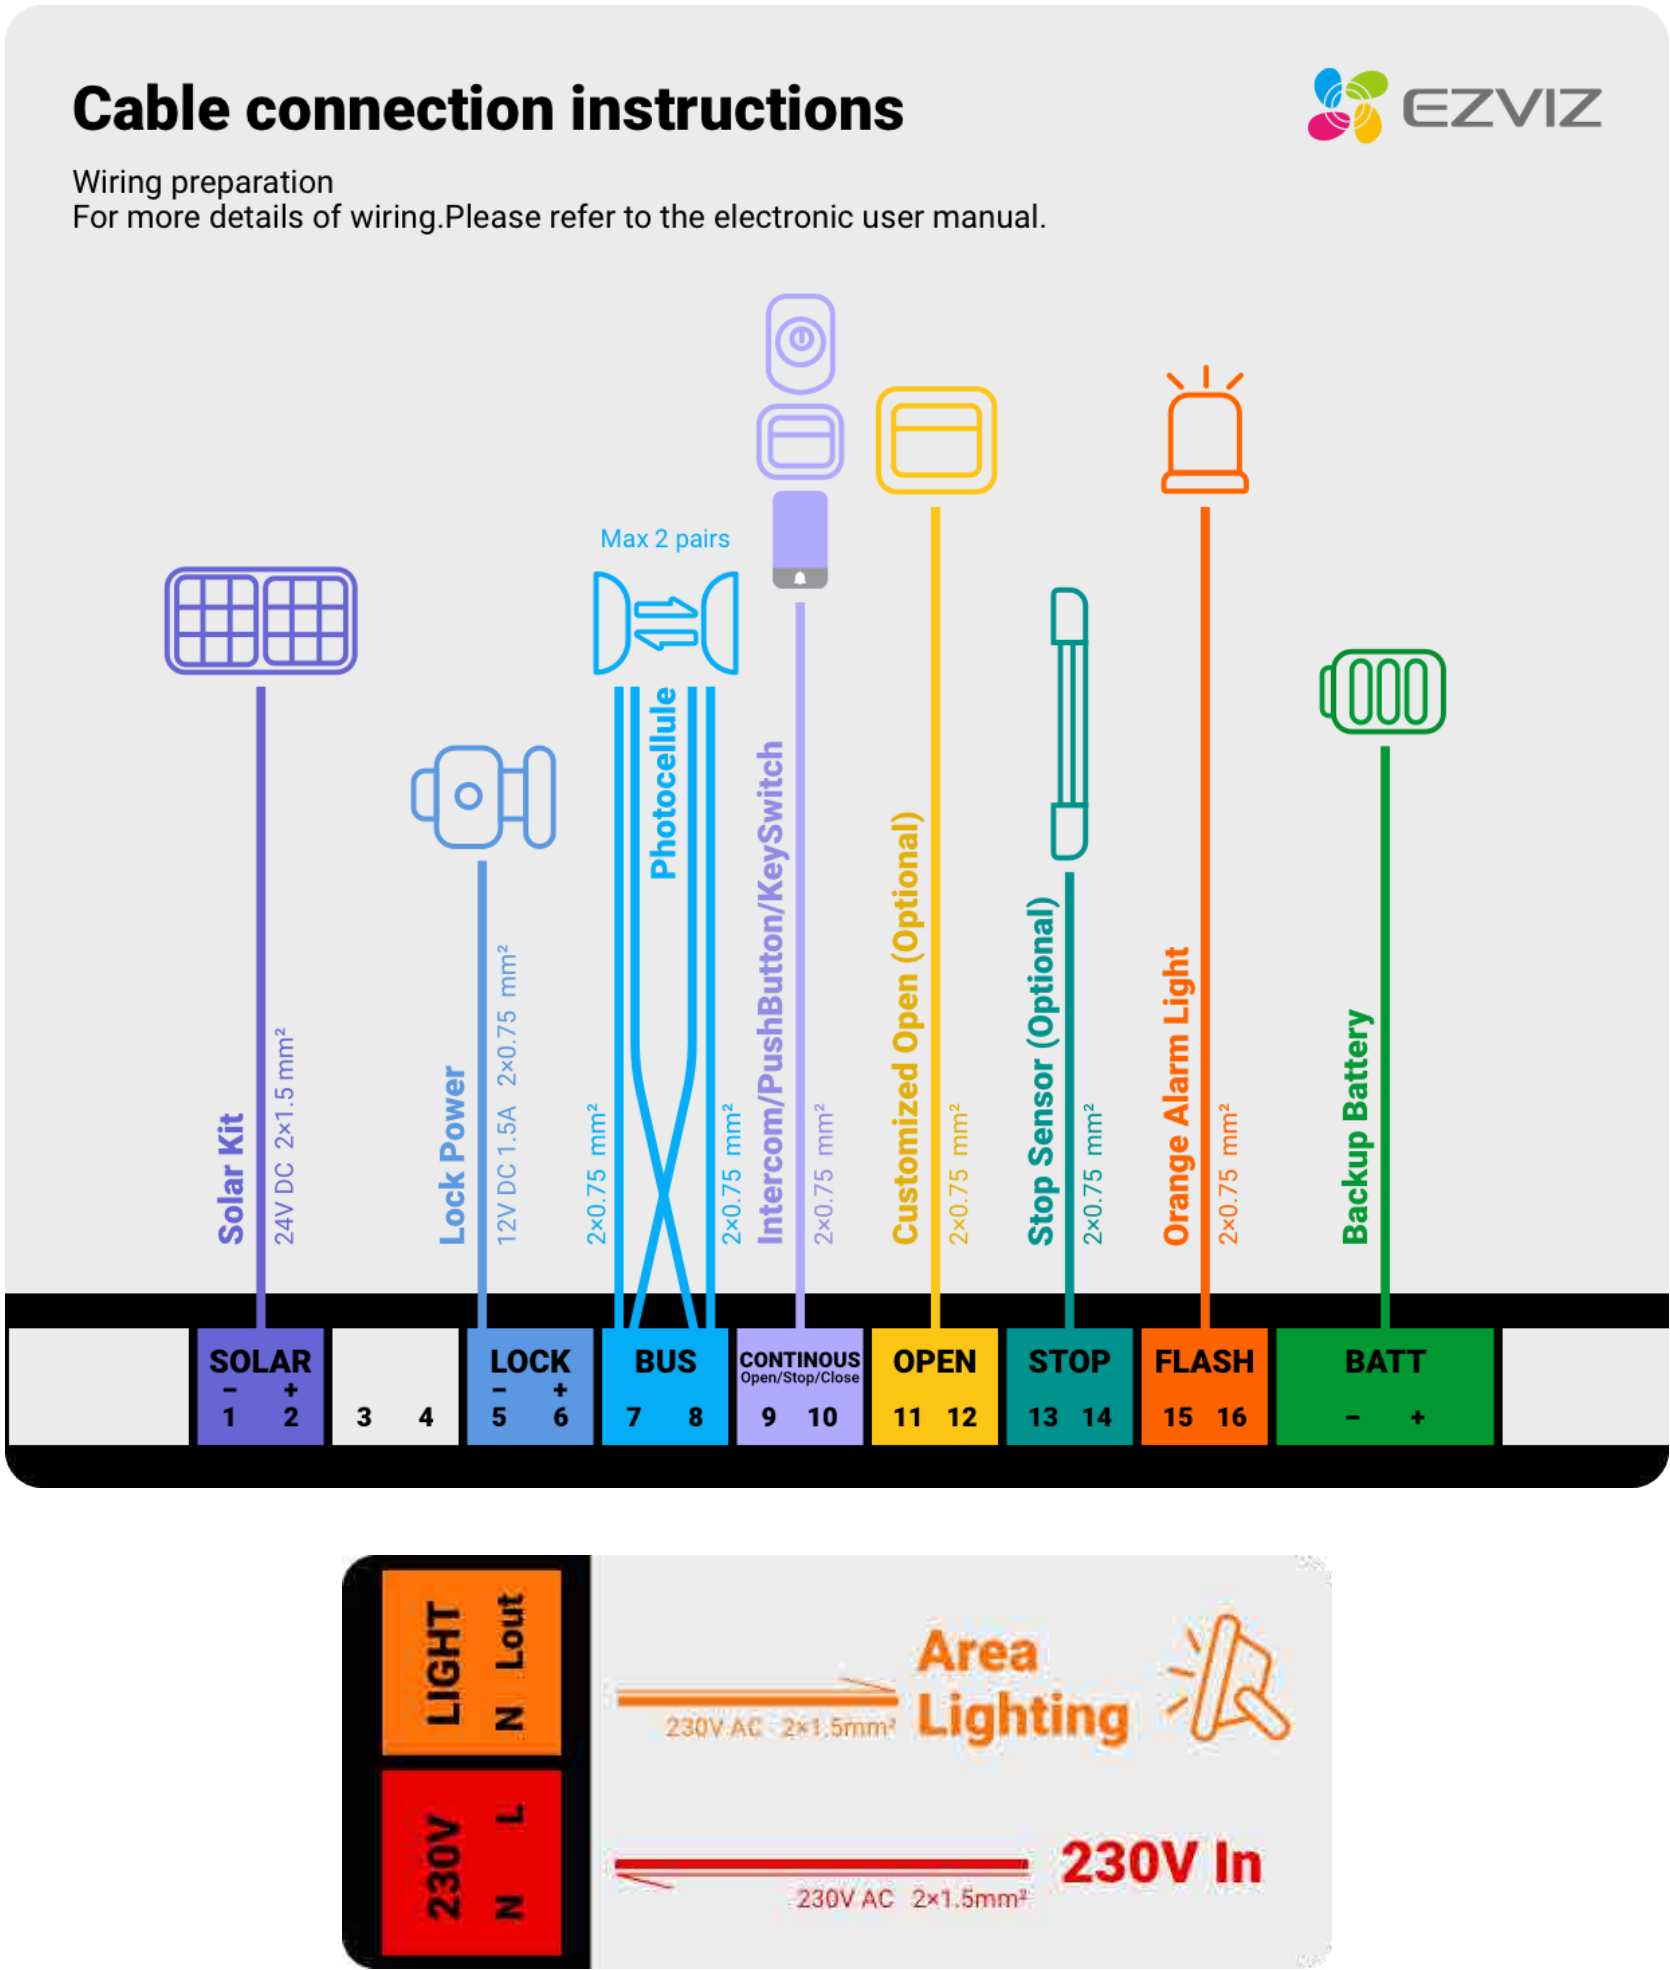 Cable connection instructions
EZVIZ
Wiring preparation
For more details of wiring.Please refer to the electronic user manual.
Max 2 pairs
Solar Kit
24V DC 2×1.5 mm²
Lock Power
12V DC 1.5A 2×0.75 mm²
2×0.75 mm²
Photocellule
2×0.75 mm²
Intercom/PushButton/KeySwitch
2×0.75 mm²
Customized Open (Optional)
2×0.75 mm²
Stop Sensor (Optional)
2×0.75 mm²
Orange Alarm Light
2×0.75 mm²
Backup Battery
SOLAR
− +
1 2
3 4
LOCK
− +
5 6
BUS
7 8
CONTINOUS
Open/Stop/Close
9 10
OPEN
11 12
STOP
13 14
FLASH
15 16
BATT
− +
LIGHT
N Lout
Area
Lighting
230V AC 2×1.5mm²
230V
N L
230V In
230V AC 2×1.5mm²